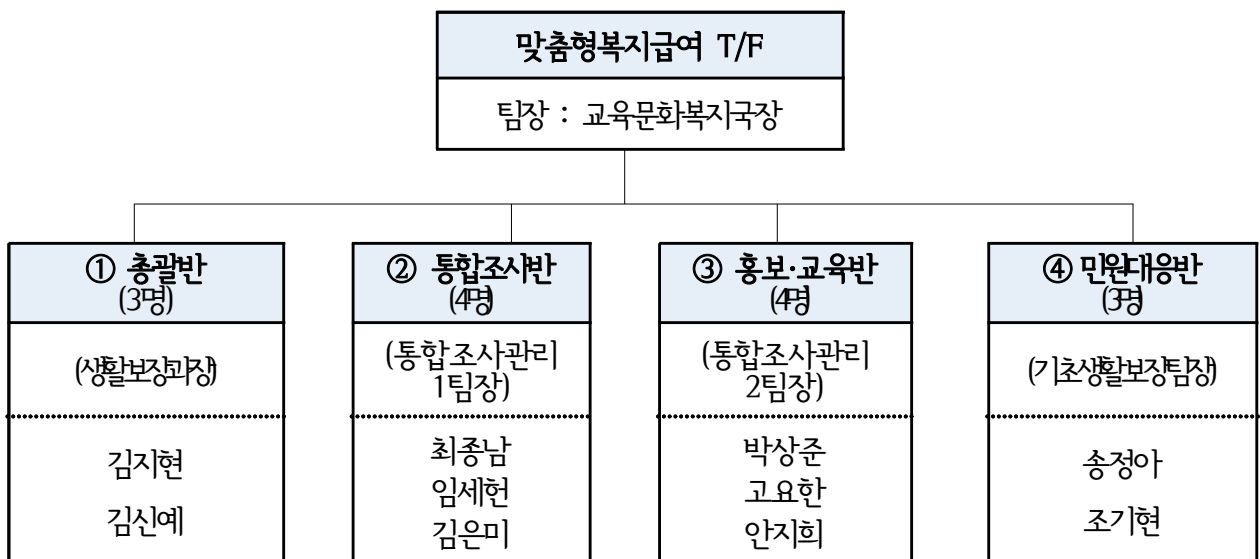 맞춤형복지급여 T/F
팀장 : 교육문화복지국장
① 총괄반
(3명)
(생활보장과장)
김지현
김신예
② 통합조사반
(4명)
(통합조사관리
1팀장)
최종남
임세헌
김은미
③ 홍보·교육반
(4명)
(통합조사관리
2팀장)
박상준
고요한
안지희
④ 민원대응반
(3명)
(기초생활보장팀장)
송정아
조기현